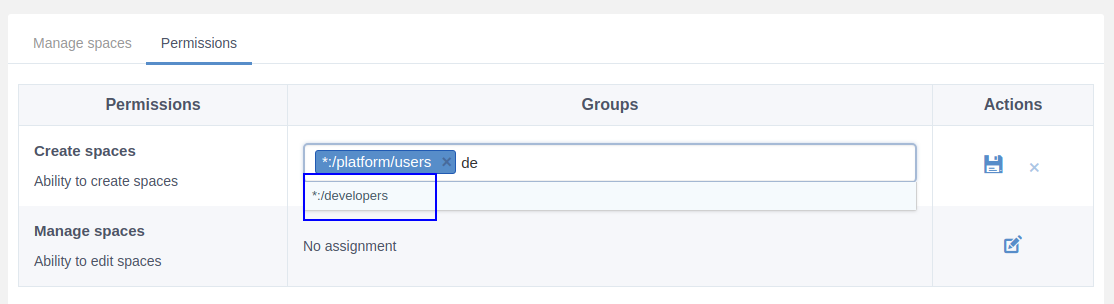 Manage spaces Permissions
Permissions Groups Actions
Create spaces
Ability to create spaces
*:/platform/users × de
*:/developers
×
Manage spaces
Ability to edit spaces
No assignment